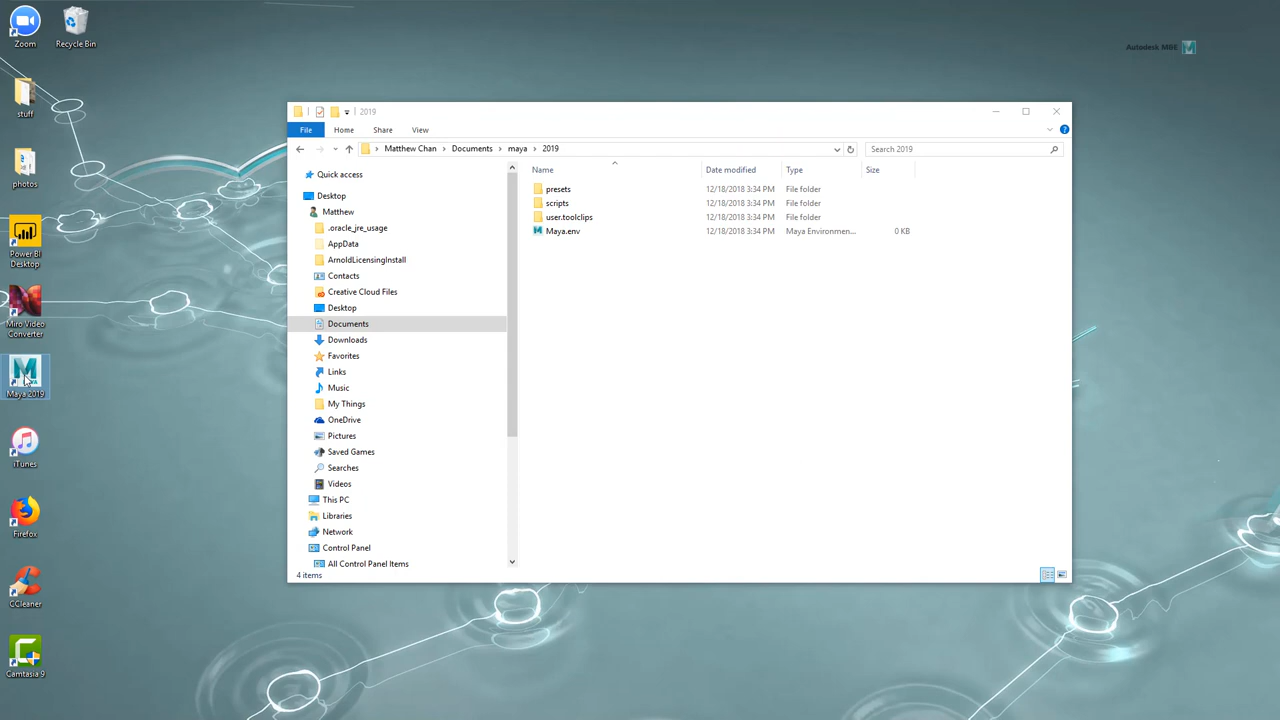 Zoom
Recycle Bin
stuff
photos
Power BI
Desktop
Miro Video
Converter
Maya 2019
iTunes
Firefox
CCleaner
Camtasia 9
Autodesk MBE
2019
File Home Share View
Matthew Chan Documents maya 2019
Search 2019
Quick access
Desktop
Matthew
.oracle_jre_usage
AppData
ArnoldLicensingInstall
Contacts
Creative Cloud Files
Desktop
Documents
Downloads
Favorites
Links
Music
My Things
OneDrive
Pictures
Saved Games
Searches
Videos
This PC
Libraries
Network
Control Panel
All Control Panel Items
Name Date modified Type Size
presets 12/18/2018 3:34 PM File folder
scripts 12/18/2018 3:34 PM File folder
user.toolclips 12/18/2018 3:34 PM File folder
Maya.env 12/18/2018 3:34 PM Maya Environmen... 0 KB
4 items